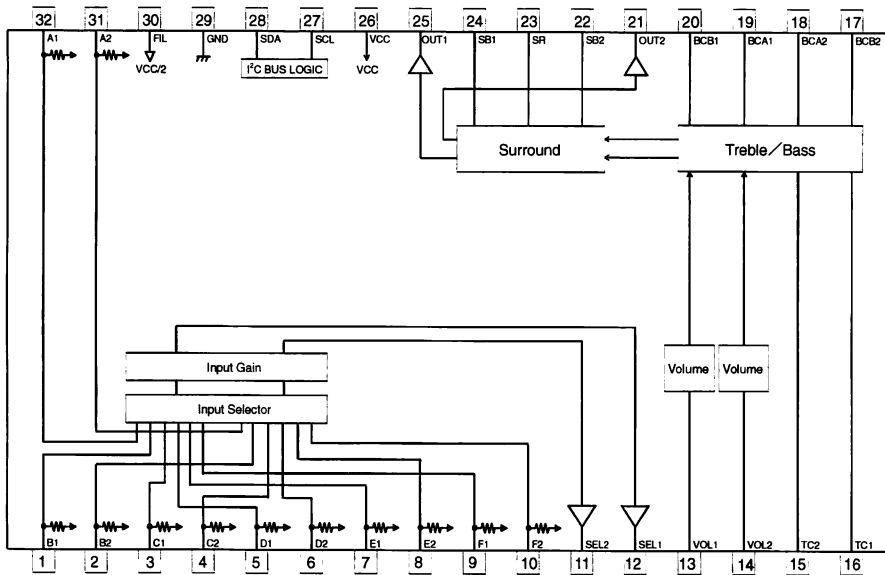 32 31 30 29 28 27 26 25 24 23 22 21 20 19 18 17
A1 A2 FIL GND SDA SCL VCC OUT1 SB1 SR SB2 OUT2 BCB1 BCA1 BCA2 BCB2
VCC/2 I²C BUS LOGIC VCC
Surround Treble/Bass
Input Gain Volume Volume
Input Selector
B1 B2 C1 C2 D1 D2 E1 E2 F1 F2 SEL2 SEL1 VOL1 VOL2 TC2 TC1
1 2 3 4 5 6 7 8 9 10 11 12 13 14 15 16